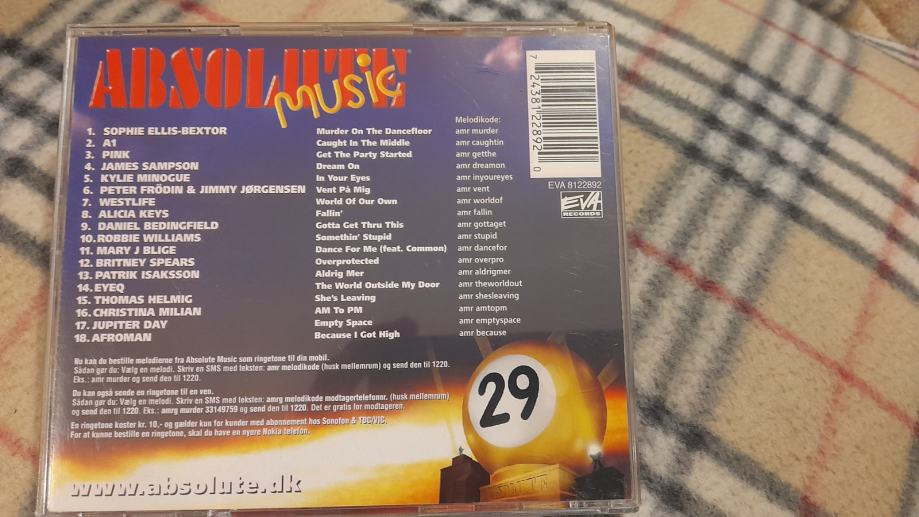 ABSOLUTE
music
Melodikode:
1. SOPHIE ELLIS-BEXTOR Murder On The Dancefloor amr murder
2. A1 Caught In The Middle amr caughtin
3. PINK Get The Party Started amr getthe
4. JAMES SAMPSON Dream On amr dreamon
5. KYLIE MINOGUE In Your Eyes amr inyoureyes
6. PETER FRÖDIN & JIMMY JØRGENSEN Vent På Mig amr vent
7. WESTLIFE World Of Our Own amr worldof
8. ALICIA KEYS Fallin' amr fallin
9. DANIEL BEDINGFIELD Gotta Get Thru This amr gottaget
10. ROBBIE WILLIAMS Somethin' Stupid amr stupid
11. MARY J BLIGE Dance For Me (feat. Common) amr dancefor
12. BRITNEY SPEARS Overprotected amr overpro
13. PATRIK ISAKSSON Aldrig Mer amr aldrigmer
14. EYEQ The World Outside My Door amr theworldout
15. THOMAS HELMIG She's Leaving amr shesleaving
16. CHRISTINA MILIAN AM To PM amr amtopm
17. JUPITER DAY Empty Space amr emptyspace
18. AFROMAN Because I Got High amr because
7 24381 22892 0
EVA 8122892
EVA
RECORDS
Nu kan du bestille melodierne fra Absolute Music som ringetone til din mobil.
Sådan gør du: Vælg en melodi. Skriv en SMS med teksten: amr melodikode (husk mellemrum) og send den til 1220.
Eks.: amr murder og send den til 1220.
Du kan også sende en ringetone til en ven.
Sådan gør du: Vælg en melodi. Skriv en SMS med teksten: amrg melodikode modtagertelefonnr. (husk mellemrum)
og send den til 1220. Eks.: amrg murder 33149759 og send den til 1220. Det er gratis for modtageren.
En ringetone koster kr. 10,- og gælder kun for kunder med abonnement hos Sonofon & TDC/VIC.
For at kunne bestille en ringetone, skal du have en nyere Nokia telefon.
29
www.absolute.dk